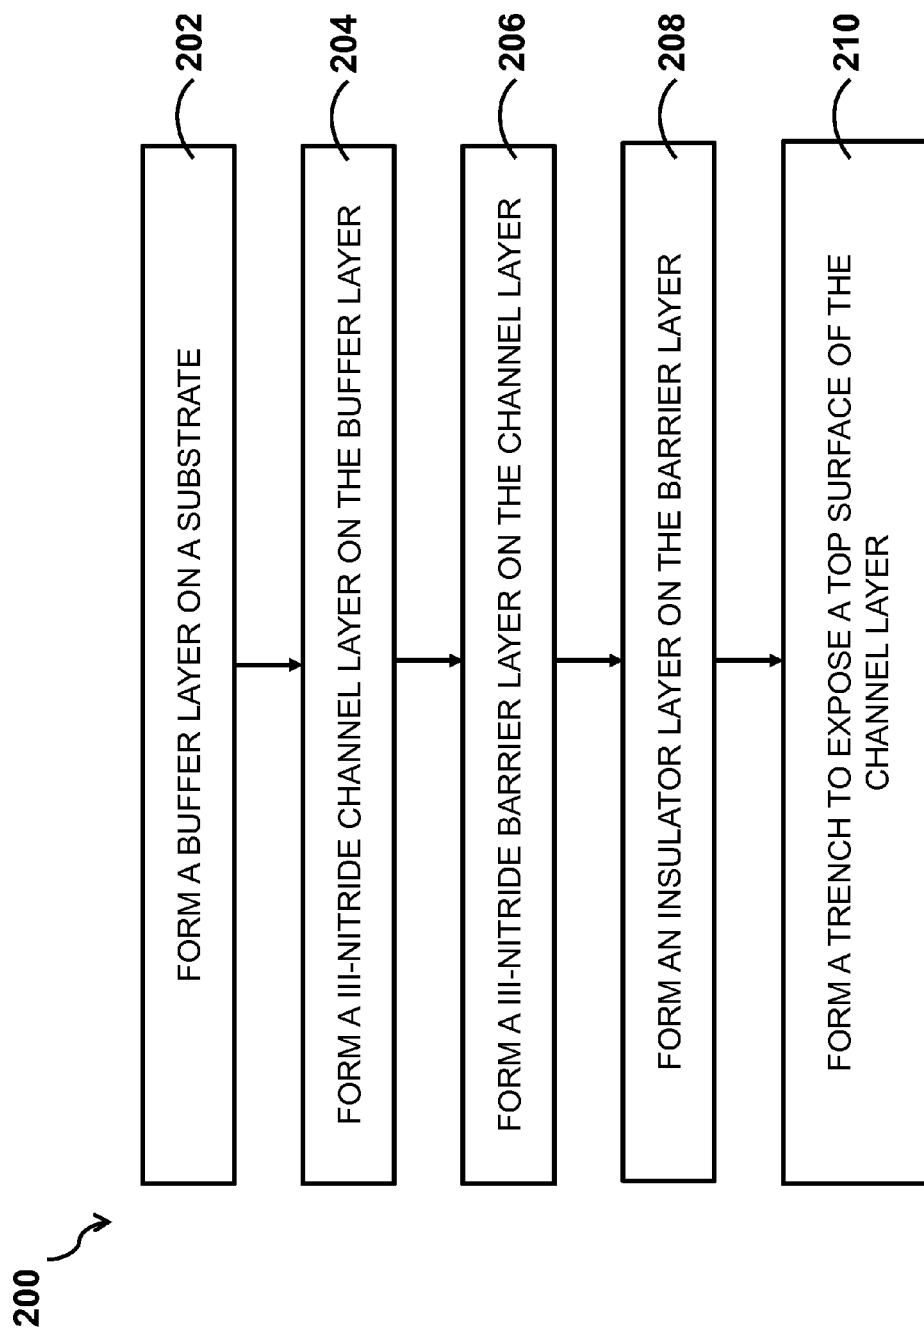 200
FORM A BUFFER LAYER ON A SUBSTRATE
202
FORM A III-NITRIDE CHANNEL LAYER ON THE BUFFER LAYER
204
FORM A III-NITRIDE BARRIER LAYER ON THE CHANNEL LAYER
206
FORM AN INSULATOR LAYER ON THE BARRIER LAYER
208
FORM A TRENCH TO EXPOSE A TOP SURFACE OF THE
CHANNEL LAYER
210